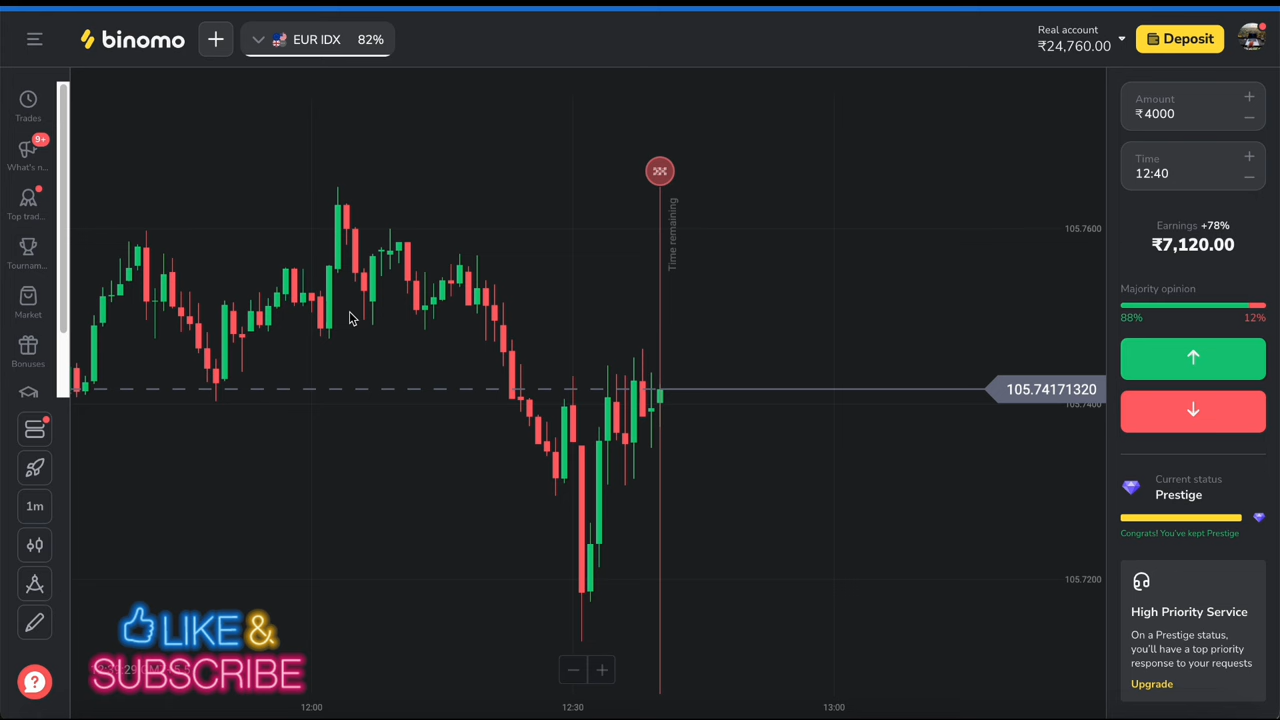 binomo
EUR IDX 82%
Real account
₹24,760.00
Deposit
Trades
9+
What's n...
Top trad...
Tournam...
Market
Bonuses
1m
Time remaining
105.7600
105.74171320
105.7400
105.7200
12:00
12:30
13:00
LIKE &
SUBSCRIBE
Amount
₹4000
Time
12:40
Earnings +78%
₹7,120.00
Majority opinion
88% 12%
Current status
Prestige
Congrats! You've kept Prestige
High Priority Service
On a Prestige status,
you'll have a top priority
response to your requests
Upgrade